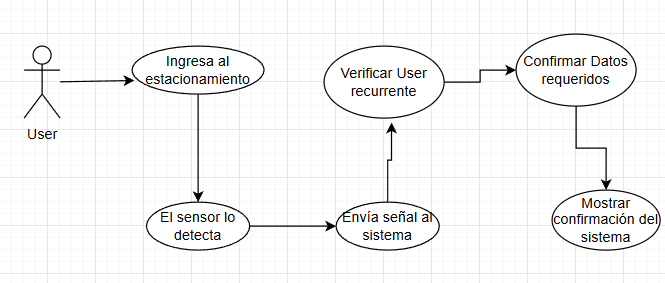 User
Ingresa al
estacionamiento
El sensor lo
detecta
Envía señal al
sistema
Verificar User
recurrente
Confirmar Datos
requeridos
Mostrar
confirmación del
sistema